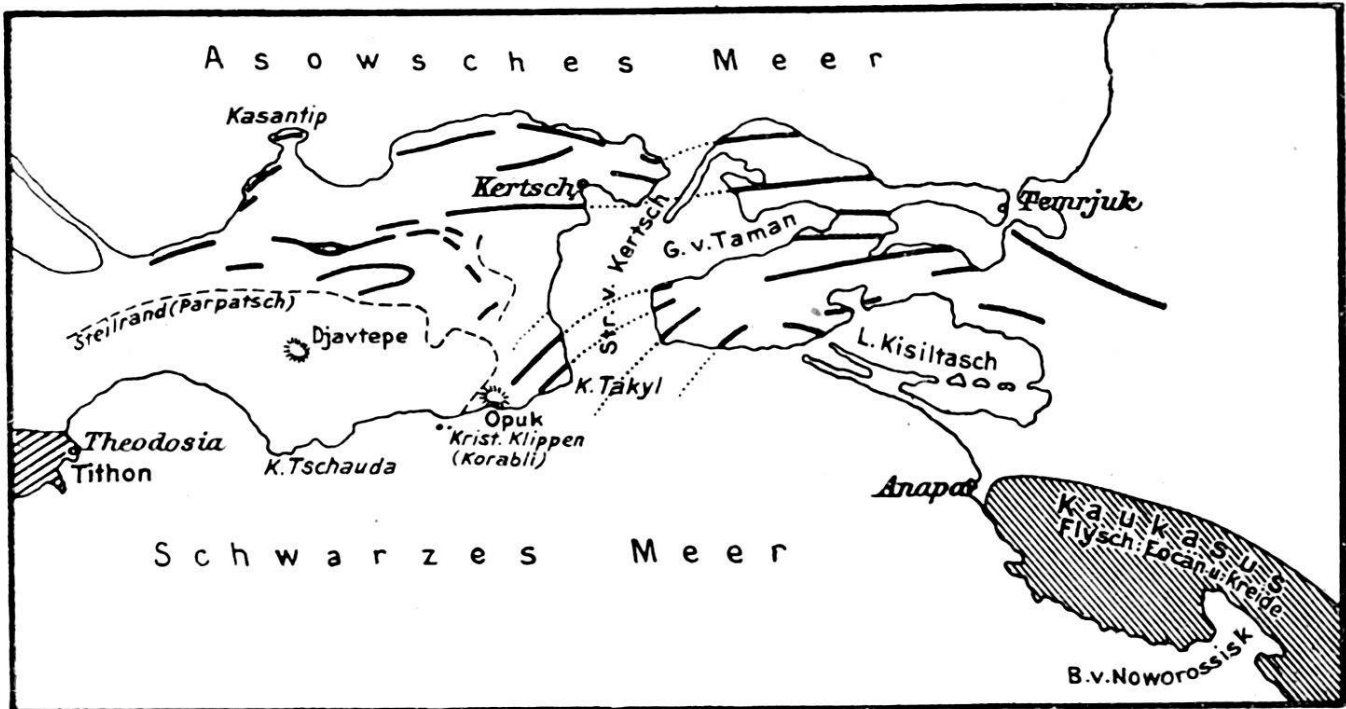 Asowsches Meer
Kasantip
Kertsch
Temrjuk
Str. v. Kertsch
G. v. Taman
Steilrand (Parpatsch)
Djavtepe
L. Kisiltasch
K. Takyl
Opuk
Krist. Klippen
(Korabli)
Theodosia
Tithon
K. Tschauda
Anapa
Schwarzes Meer
Kaukasus
Flysch: Eocän u. Kreide
B. v. Noworossisk